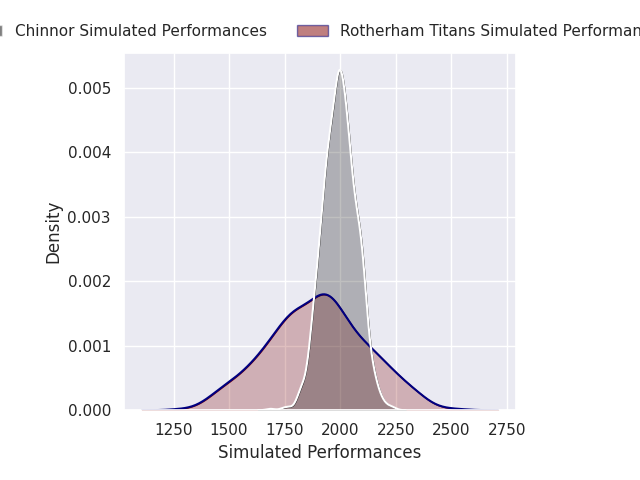 Chinnor Simulated Performances
Rotherham Titans Simulated
0.005
0.004
0.003
0.002
0.001
0.000
Density
1250 1500 1750 2000 2250 2500 2750
Simulated Performances